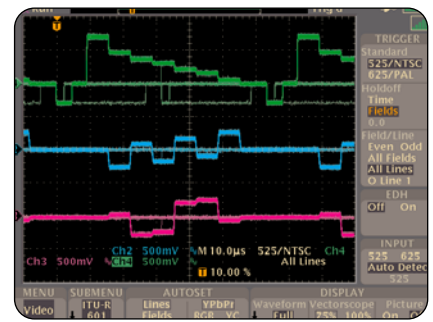 TRIGGER
Standard
525/NTSC
625/PAL
Holdoff
Time
Fields
0.0
Field/Line
Even Odd
All Fields
All Lines
O Line 1
EDH
Off On
INPUT
525 625
Auto Detec
525
Ch2 500mV M 10.0µs 525/NTSC Ch4
Ch3 500mV Ch4 500mV All Lines
T 10.00 %
MENU SUBMENU AUTOSET DISPLAY
Video ITU-R 601 Lines Fields YPbPr RGB YC Waveform Full Vectorscope 75% 100% Picture On